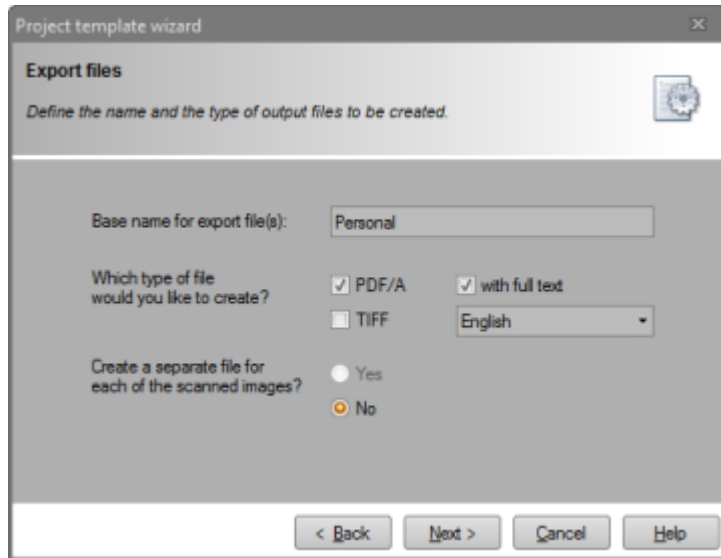 Project template wizard
Export files
Define the name and the type of output files to be created.
Base name for export file(s):
Personal
Which type of file
would you like to create?
PDF/A
with full text
TIFF
English
Create a separate file for
each of the scanned images?
Yes
No
< Back
Next >
Cancel
Help